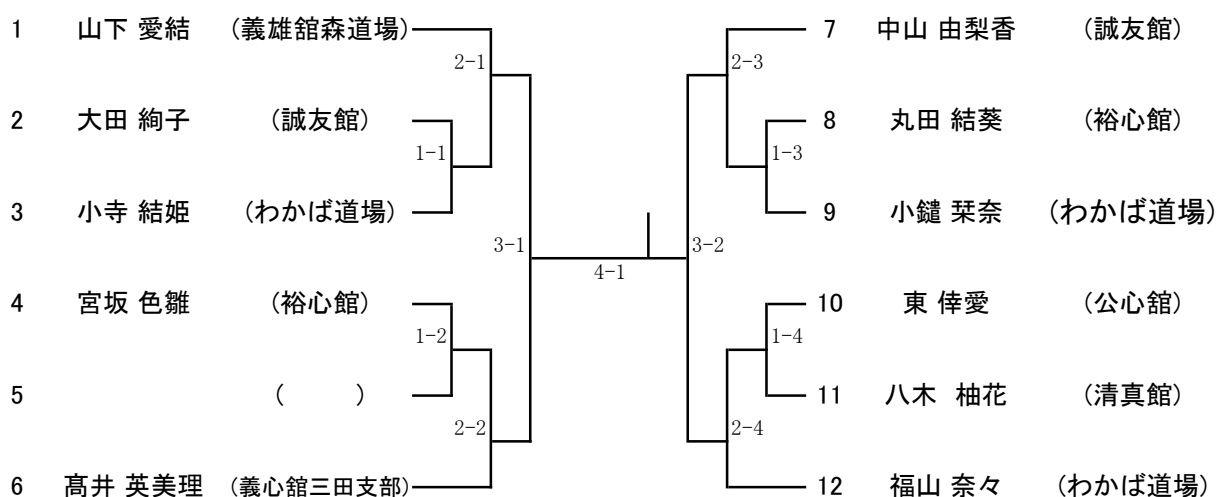 1 山下 愛結 (義雄舘森道場)
2-1
2 大田 絢子 (誠友館)
1-1
3 小寺 結姫 (わかば道場)
3-1
4 宮坂 色雛 (裕心館)
1-2
5 ( )
2-2
6 髙井 英美理 (義心舘三田支部)
4-1
7 中山 由梨香 (誠友館)
2-3
8 丸田 結葵 (裕心館)
1-3
9 小鑓 栞奈 (わかば道場)
3-2
10 東 倖愛 (公心舘)
1-4
11 八木 柚花 (清真館)
2-4
12 福山 奈々 (わかば道場)